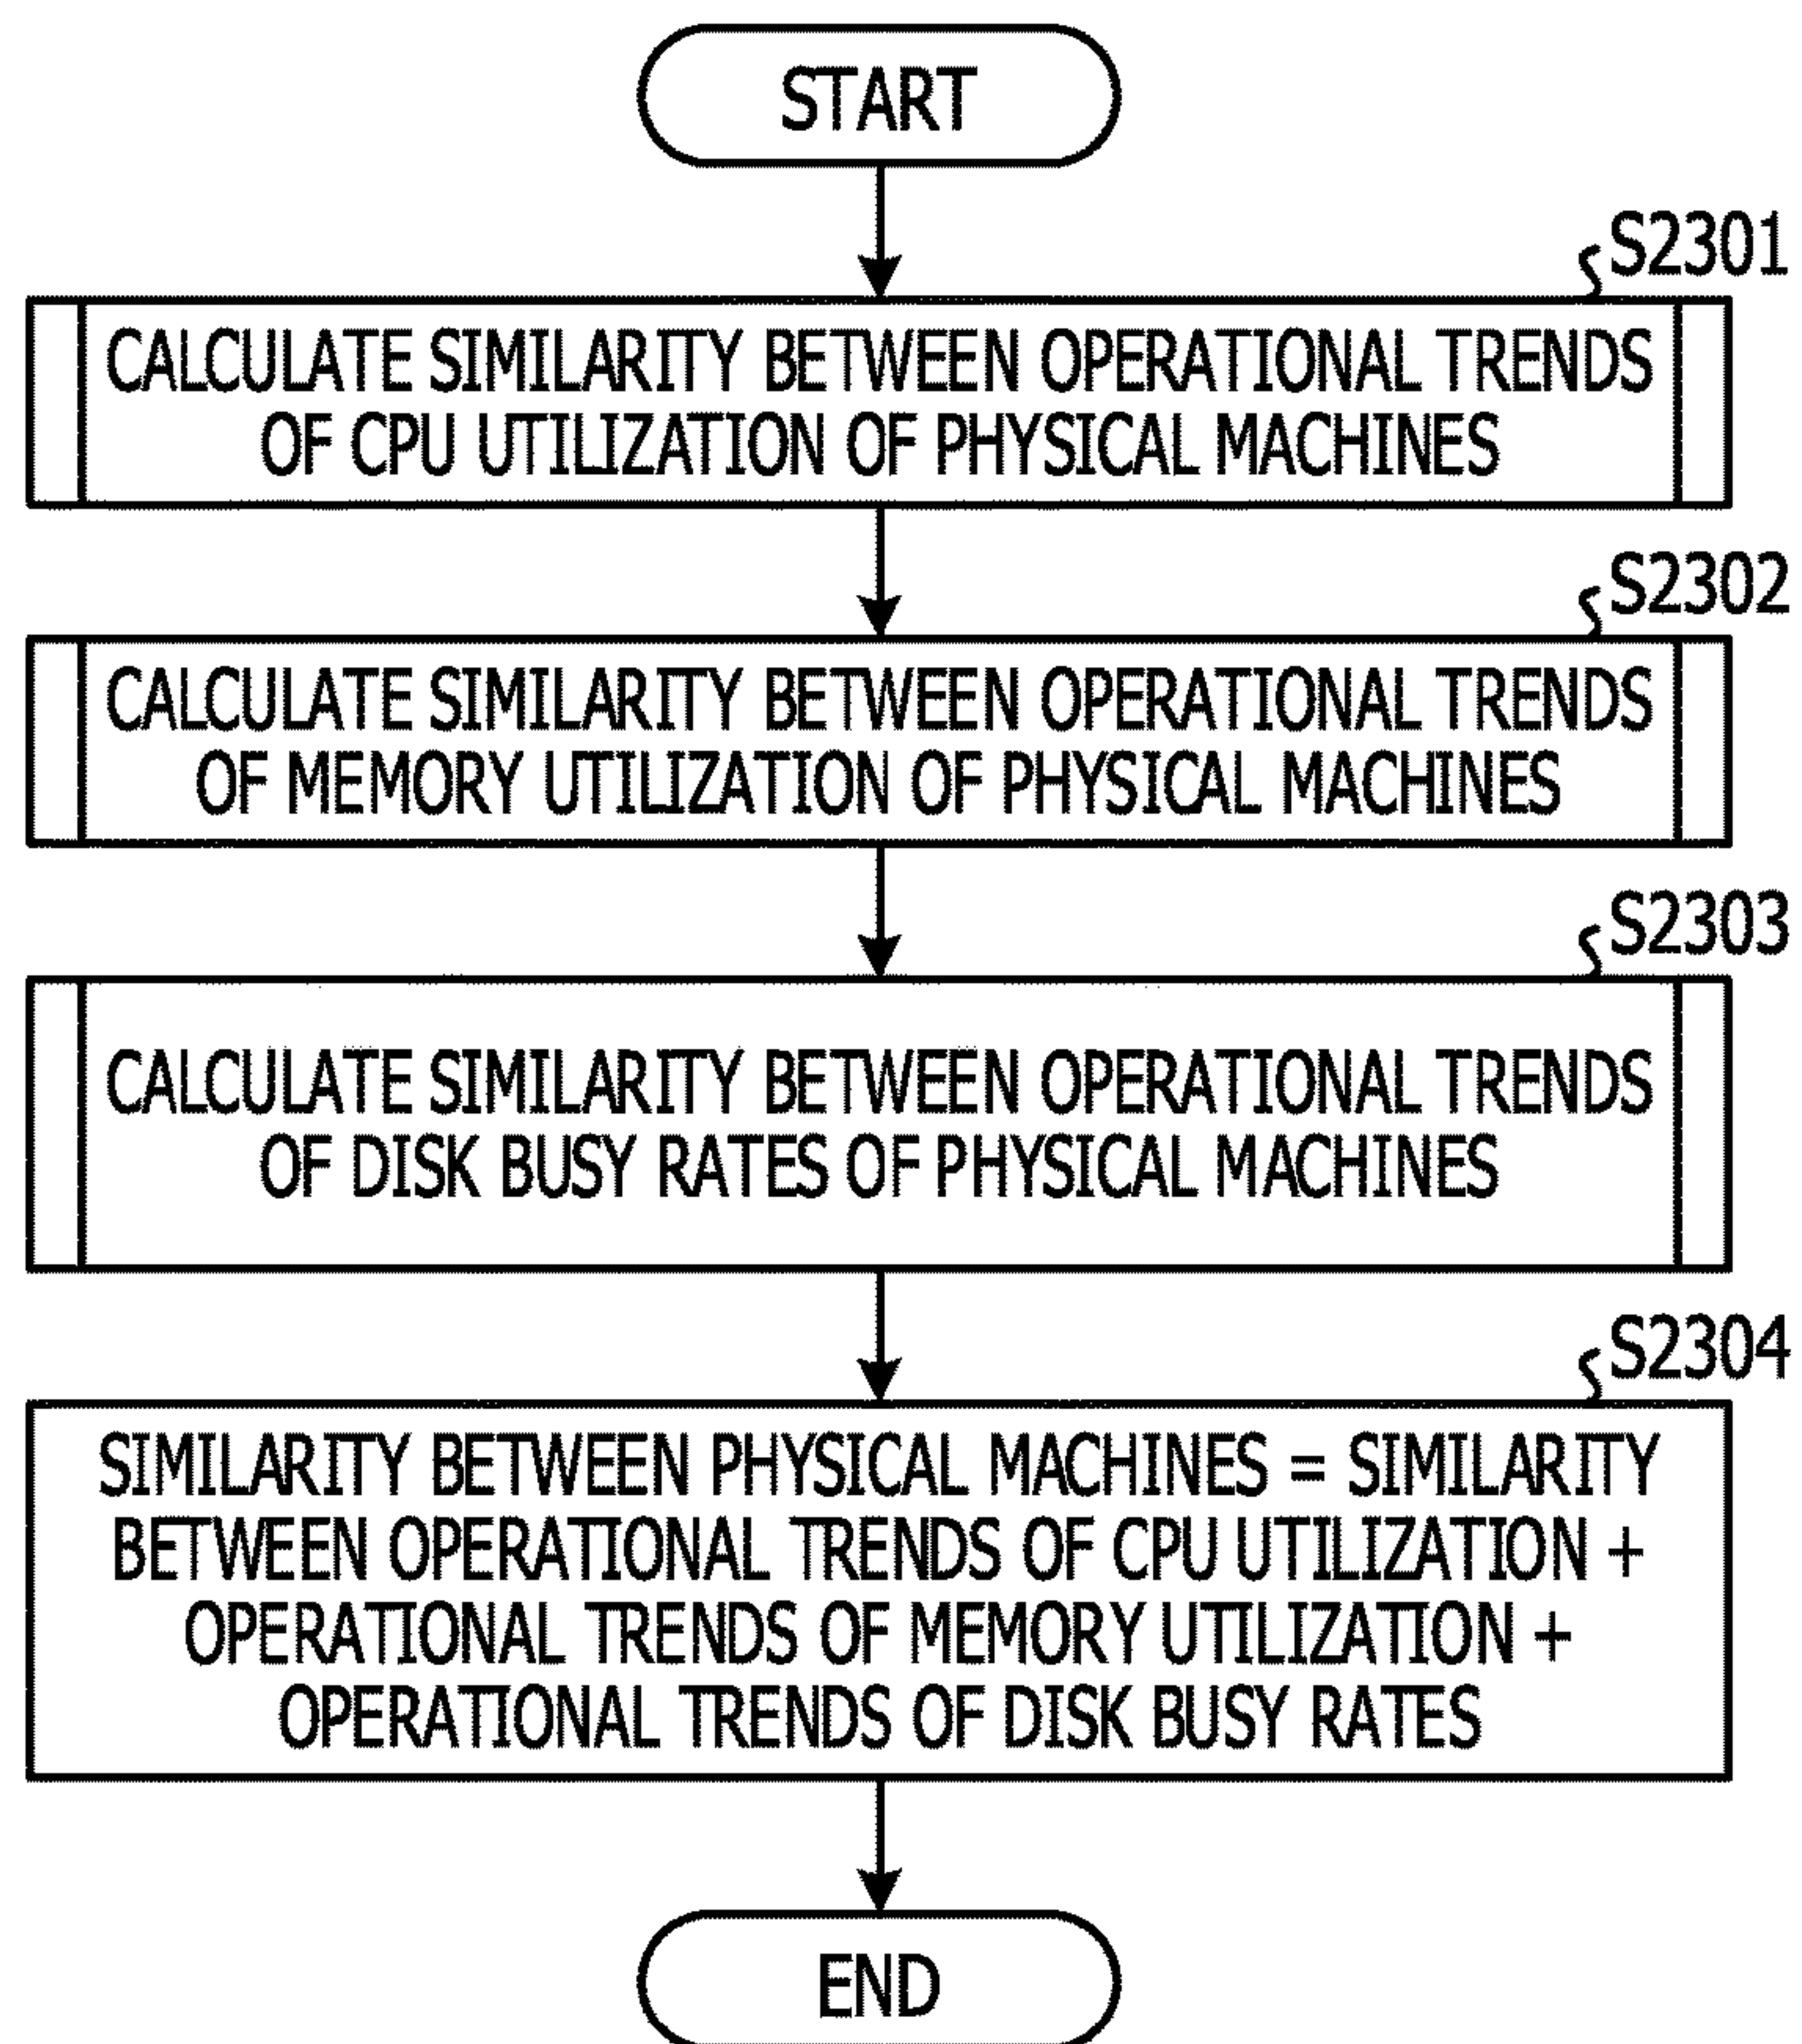 START
S2301
CALCULATE SIMILARITY BETWEEN OPERATIONAL TRENDS
OF CPU UTILIZATION OF PHYSICAL MACHINES
S2302
CALCULATE SIMILARITY BETWEEN OPERATIONAL TRENDS
OF MEMORY UTILIZATION OF PHYSICAL MACHINES
S2303
CALCULATE SIMILARITY BETWEEN OPERATIONAL TRENDS
OF DISK BUSY RATES OF PHYSICAL MACHINES
S2304
SIMILARITY BETWEEN PHYSICAL MACHINES = SIMILARITY
BETWEEN OPERATIONAL TRENDS OF CPU UTILIZATION +
OPERATIONAL TRENDS OF MEMORY UTILIZATION +
OPERATIONAL TRENDS OF DISK BUSY RATES
END